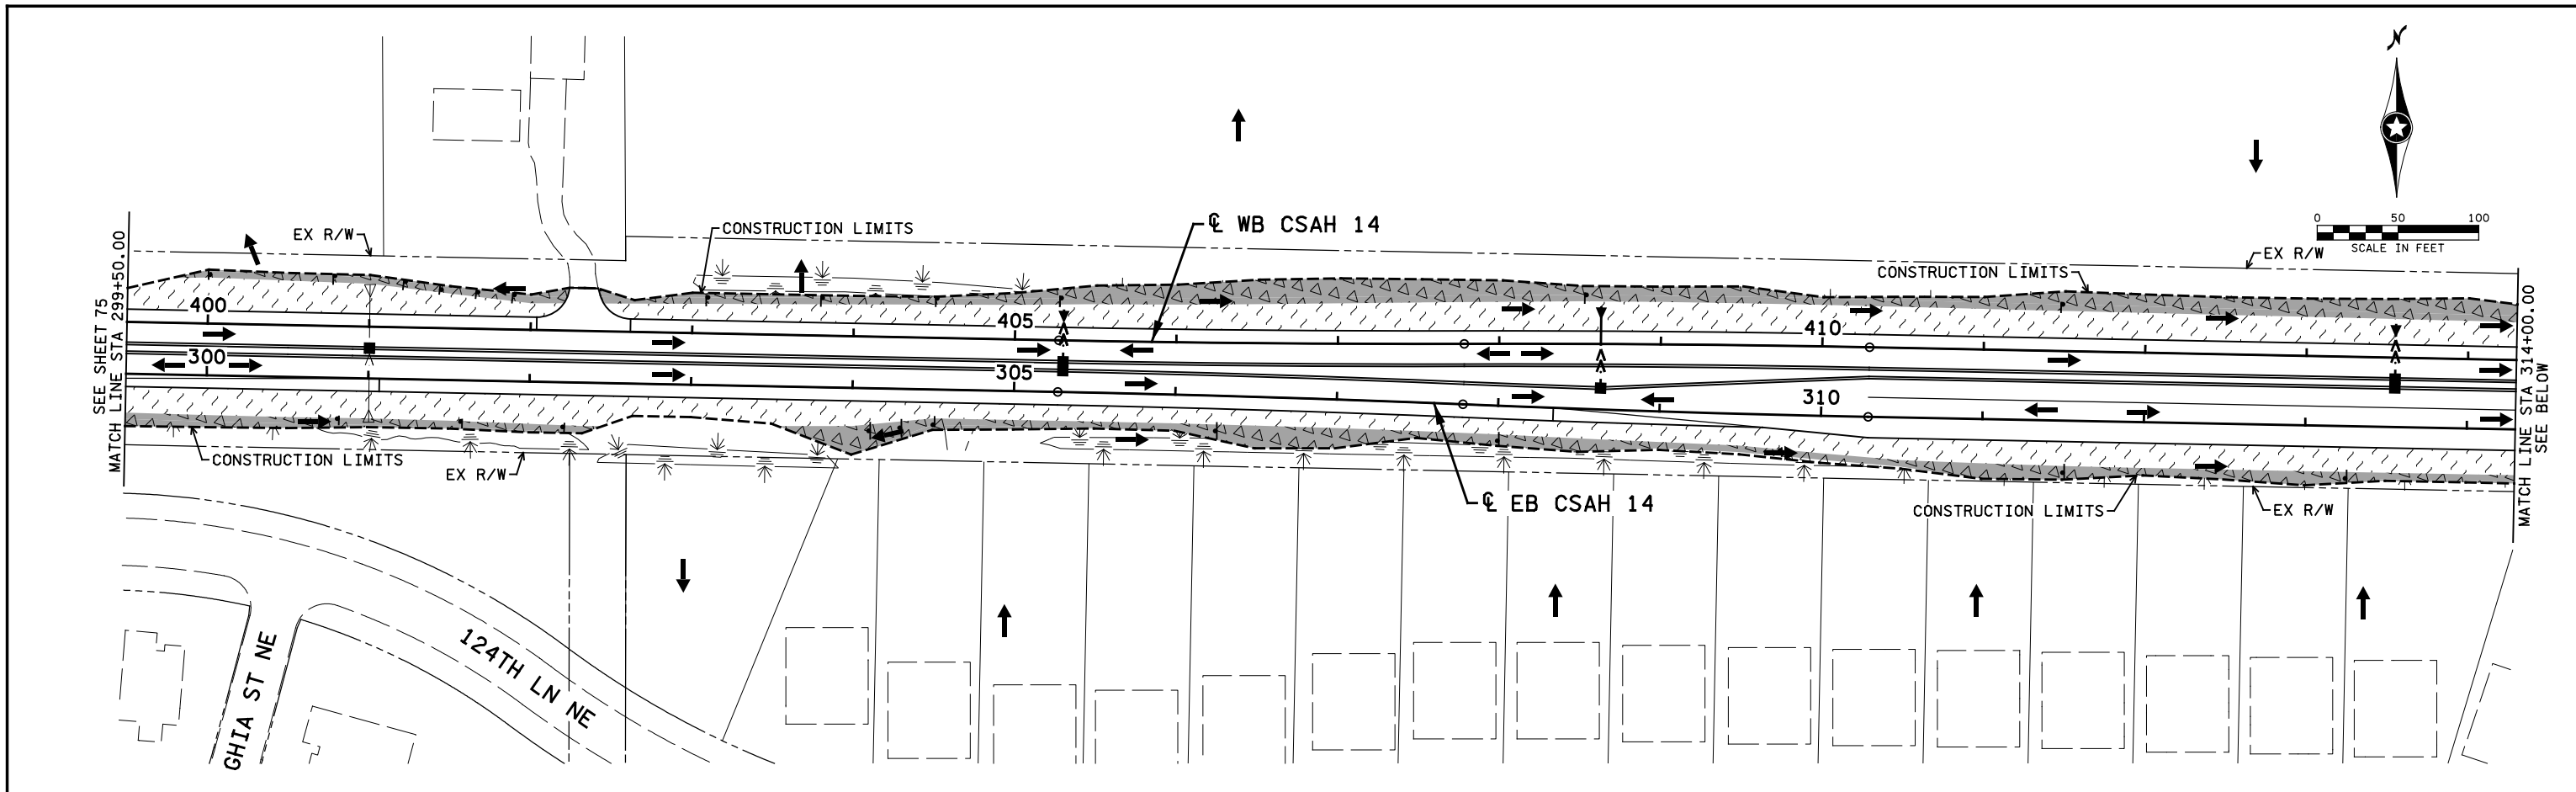 N
0 50 100
SCALE IN FEET
SEE SHEET 75
MATCH LINE STA 299+50.00
EX R/W
CONSTRUCTION LIMITS
℄ WB CSAH 14
EX R/W
CONSTRUCTION LIMITS
400
405
410
300
305
310
CONSTRUCTION LIMITS
EX R/W
℄ EB CSAH 14
CONSTRUCTION LIMITS
EX R/W
MATCH LINE STA 314+00.00
SEE BELOW
124TH LN NE
GHIA ST NE